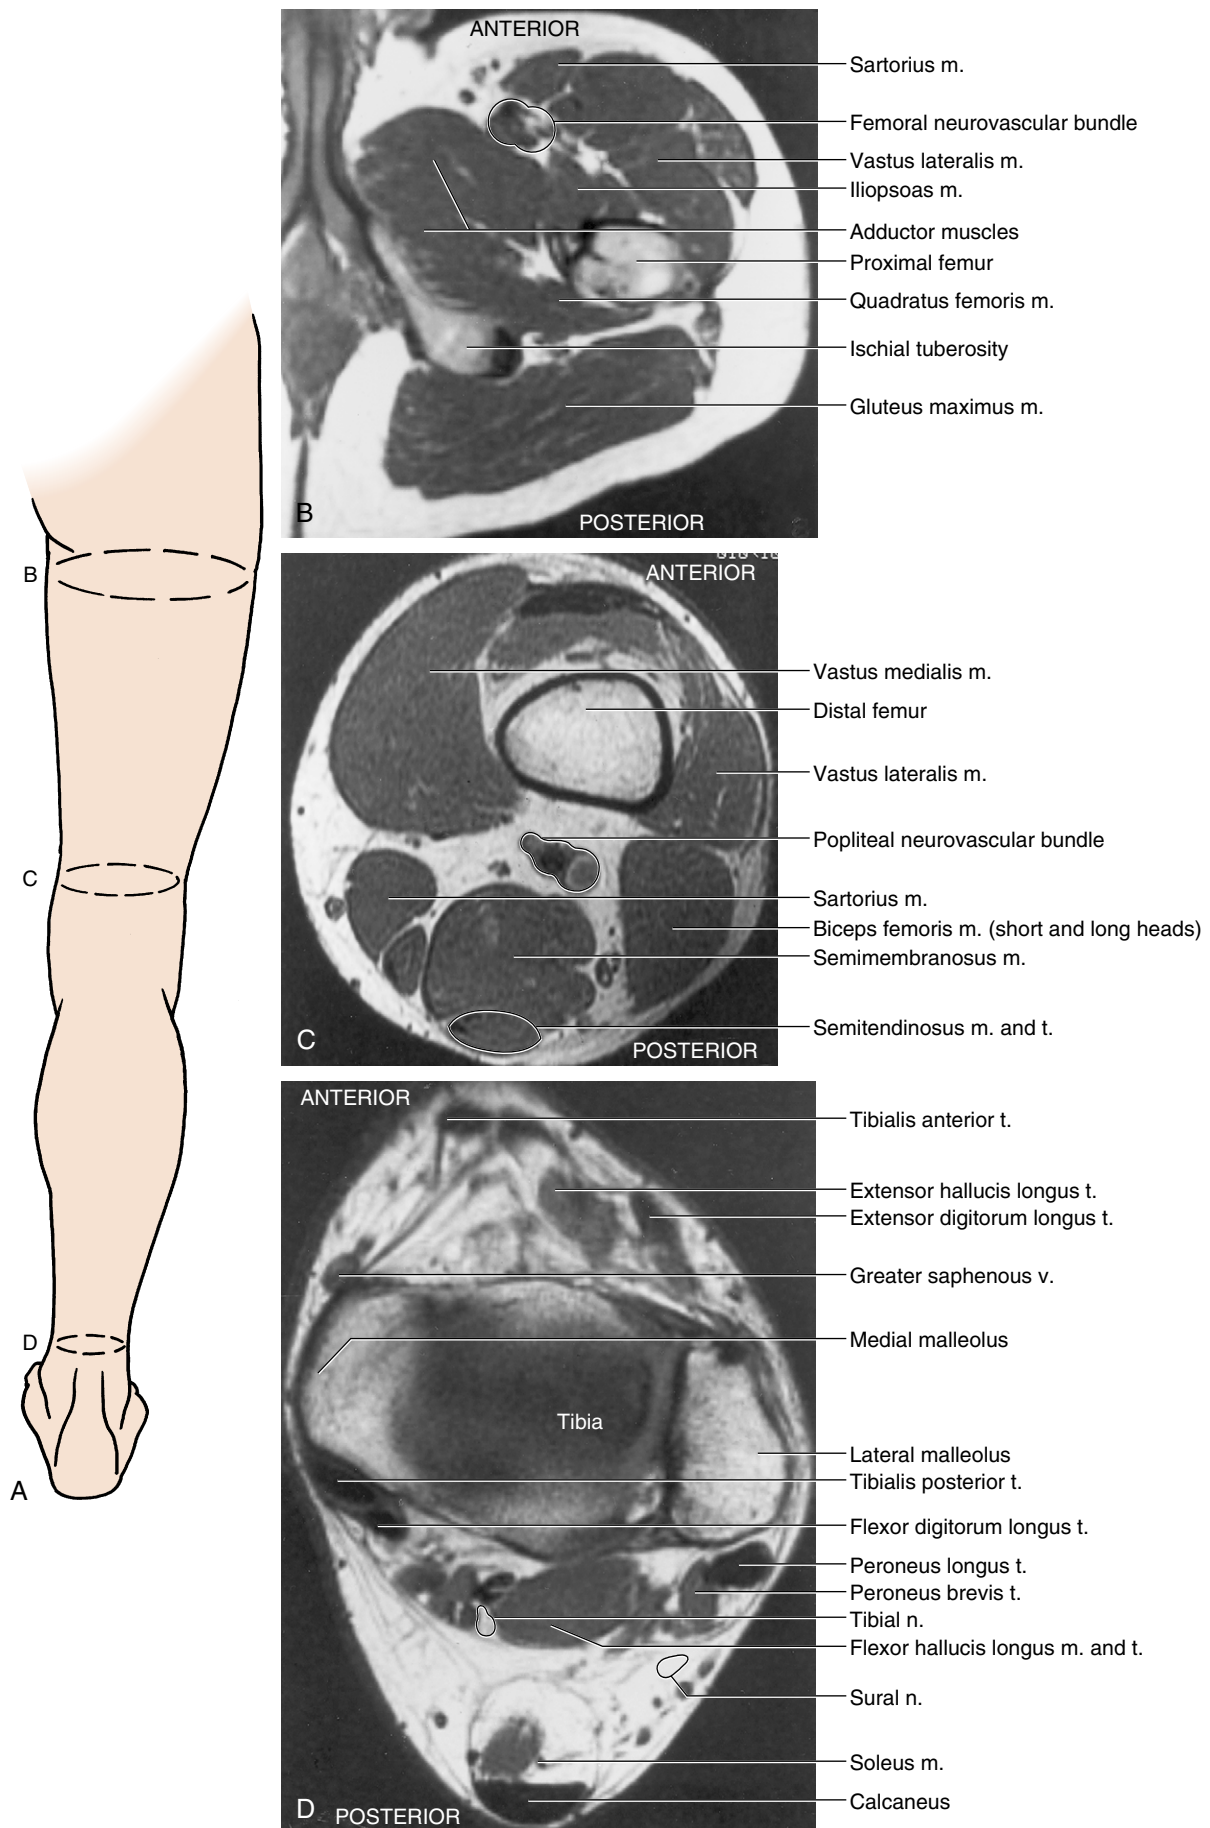 ANTERIOR
Sartorius m.
Femoral neurovascular bundle
Vastus lateralis m.
Iliopsoas m.
Adductor muscles
Proximal femur
Quadratus femoris m.
Ischial tuberosity
Gluteus maximus m.
B
POSTERIOR
B
ANTERIOR
Vastus medialis m.
Distal femur
Vastus lateralis m.
Popliteal neurovascular bundle
C
Sartorius m.
Biceps femoris m. (short and long heads)
Semimembranosus m.
Semitendinosus m. and t.
C
POSTERIOR
ANTERIOR
Tibialis anterior t.
Extensor hallucis longus t.
Extensor digitorum longus t.
Greater saphenous v.
D
Medial malleolus
Tibia
Lateral malleolus
Tibialis posterior t.
A
Flexor digitorum longus t.
Peroneus longus t.
Peroneus brevis t.
Tibial n.
Flexor hallucis longus m. and t.
Sural n.
Soleus m.
Calcaneus
D
POSTERIOR